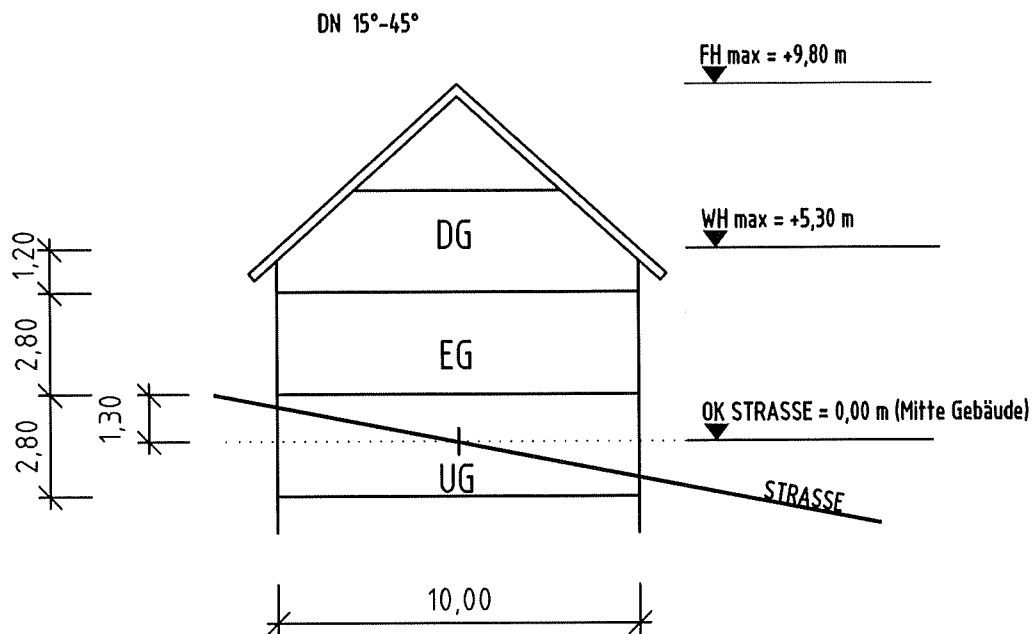 DN 15°-45°
FH max = +9,80 m
WH max = +5,30 m
DG
1,20
EG
2,80
OK STRASSE = 0,00 m (Mitte Gebäude)
1,30
2,80
UG
STRASSE
10,00